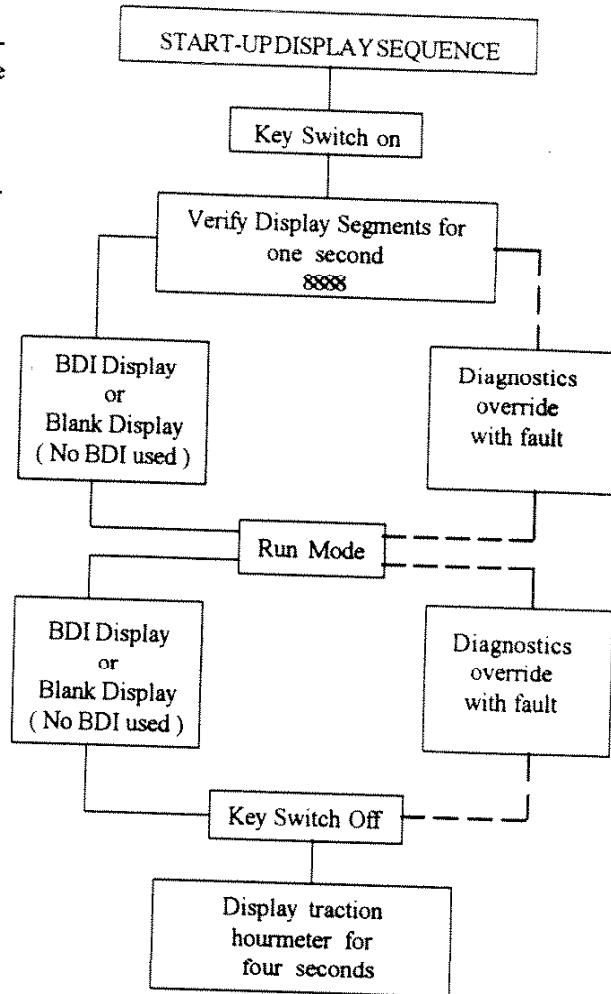 e
START-UP DISPLAY SEQUENCE
Key Switch on
Verify Display Segments for
one second
8888
BDI Display
or
Blank Display
( No BDI used )
Diagnostics
override
with fault
Run Mode
BDI Display
or
Blank Display
( No BDI used )
Diagnostics
override
with fault
Key Switch Off
Display traction
hourmeter for
four seconds